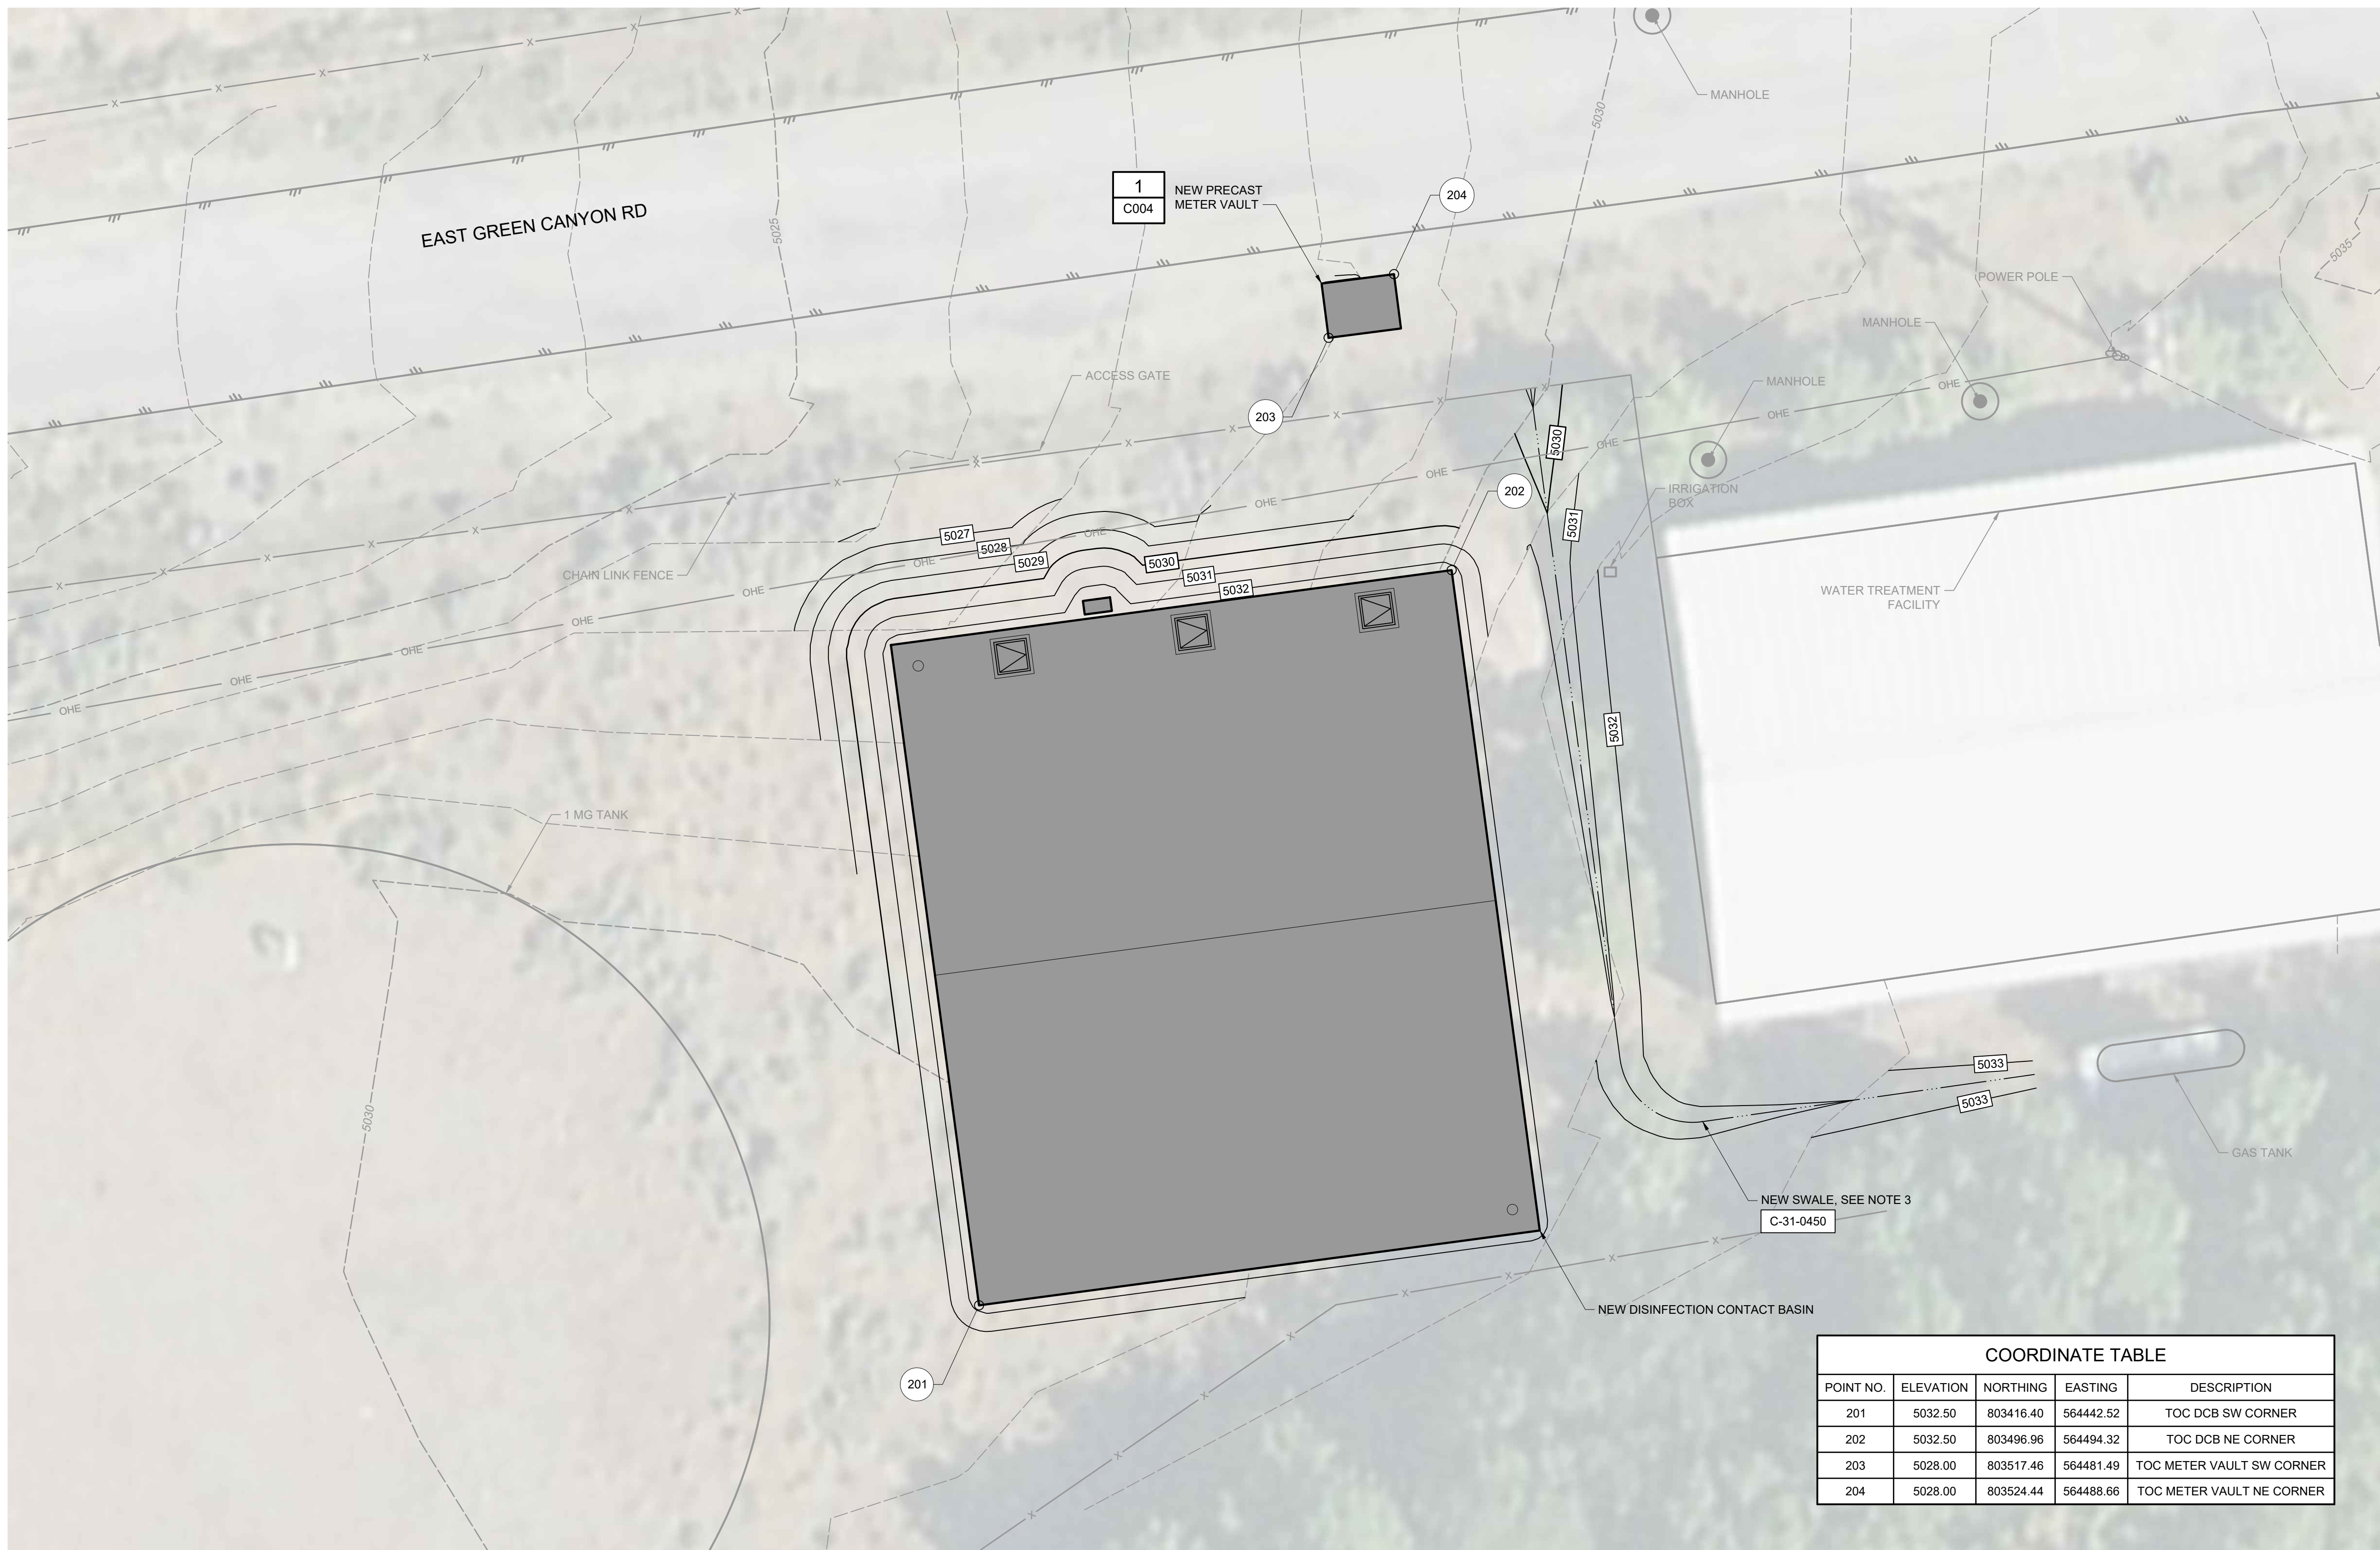 MANHOLE
5030
1
C004
NEW PRECAST
METER VAULT
204
EAST GREEN CANYON RD
5025
5035
POWER POLE
MANHOLE
ACCESS GATE
MANHOLE
203
OHE
OHE
OHE
OHE
OHE
OHE
OHE
OHE
OHE
OHE
OHE
OHE
5030
202
IRRIGATION
BOX
5031
5027
5028
5029
5030
5031
5032
CHAIN LINK FENCE
WATER TREATMENT
FACILITY
5032
1 MG TANK
5030
5033
5033
GAS TANK
NEW SWALE, SEE NOTE 3
C-31-0450
NEW DISINFECTION CONTACT BASIN
201
COORDINATE TABLE
POINT NO. ELEVATION NORTHING EASTING DESCRIPTION
201 5032.50 803416.40 564442.52 TOC DCB SW CORNER
202 5032.50 803496.96 564494.32 TOC DCB NE CORNER
203 5028.00 803517.46 564481.49 TOC METER VAULT SW CORNER
204 5028.00 803524.44 564488.66 TOC METER VAULT NE CORNER